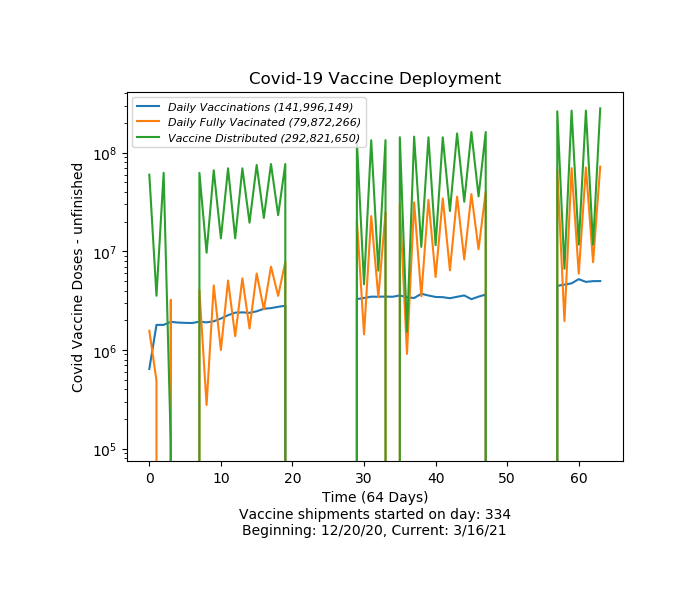 Covid-19 Vaccine Deployment
Daily Vaccinations (141,996,149)
Daily Fully Vacinated (79,872,266)
Vaccine Distributed (292,821,650)
Covid Vaccine Doses - unfinished
10^8
10^7
10^6
10^5
0 10 20 30 40 50 60
Time (64 Days)
Vaccine shipments started on day: 334
Beginning: 12/20/20, Current: 3/16/21